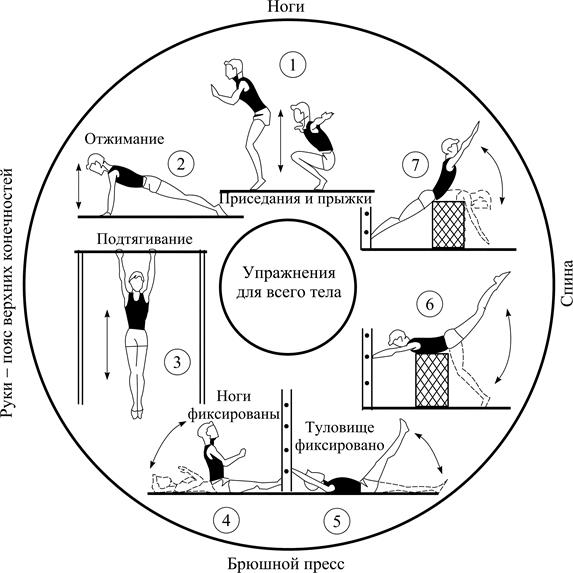 Ноги
1
Отжимание
2
7
Приседания и прыжки
Руки – пояс верхних конечностей
Подтягивание
Упражнения
для всего тела
Спина
6
3
Ноги
фиксированы
Туловище
фиксировано
4
5
Брюшной пресс